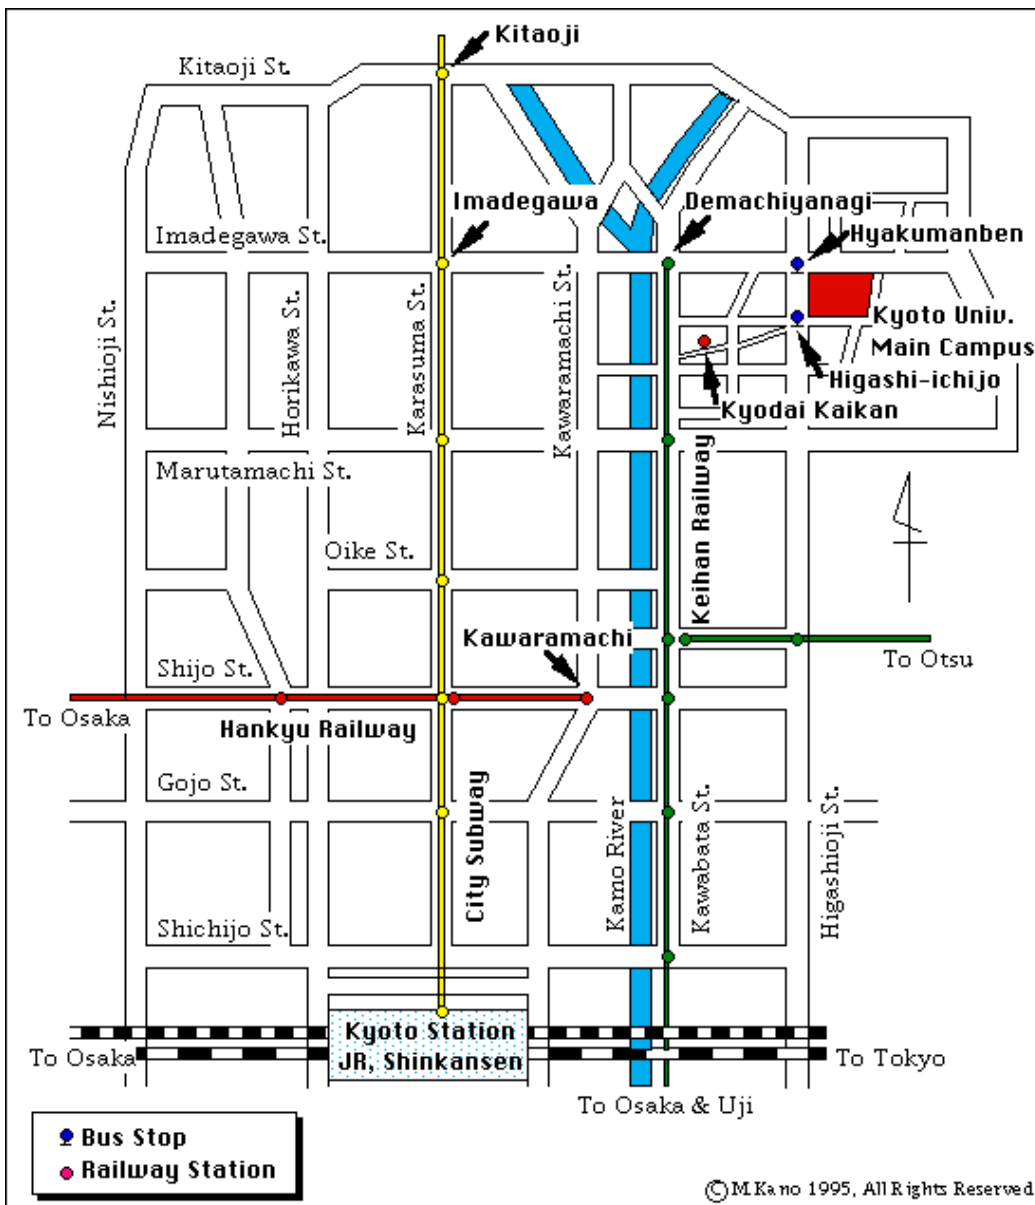 Kitaoji
Kitaoji St.
Imadegawa
Demachiyanagi
Imadegawa St.
Hyakumanben
Nishioji St.
Horikawa St.
Karasuma St.
Kawaramachi St.
Kyoto Univ.
Main Campus
Higashi-ichijo
Kyodai Kaikan
Marutamachi St.
Keihan Railway
Oike St.
Kawaramachi
Shijo St.
To Otsu
To Osaka
Hankyu Railway
Gojo St.
City Subway
Kamo River
Kawabata St.
Higashioji St.
Shichijo St.
Kyoto Station
JR, Shinkansen
To Osaka
To Tokyo
To Osaka & Uji
Bus Stop
Railway Station
© M.Kano 1995, All Rights Reserved